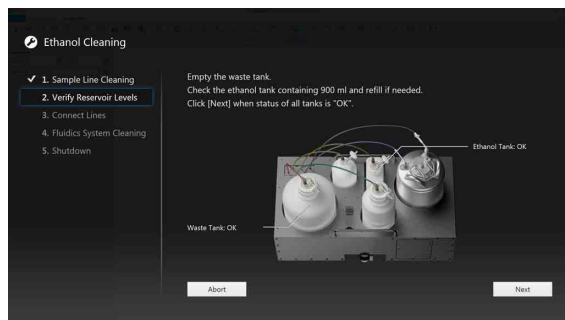 Ethanol Cleaning
1. Sample Line Cleaning
2. Verify Reservoir Levels
3. Connect Lines
4. Fluidics System Cleaning
5. Shutdown
Empty the waste tank.
Check the ethanol tank containing 900 ml and refill if needed.
Click [Next] when status of all tanks is "OK".
Ethanol Tank: OK
Waste Tank: OK
Abort
Next